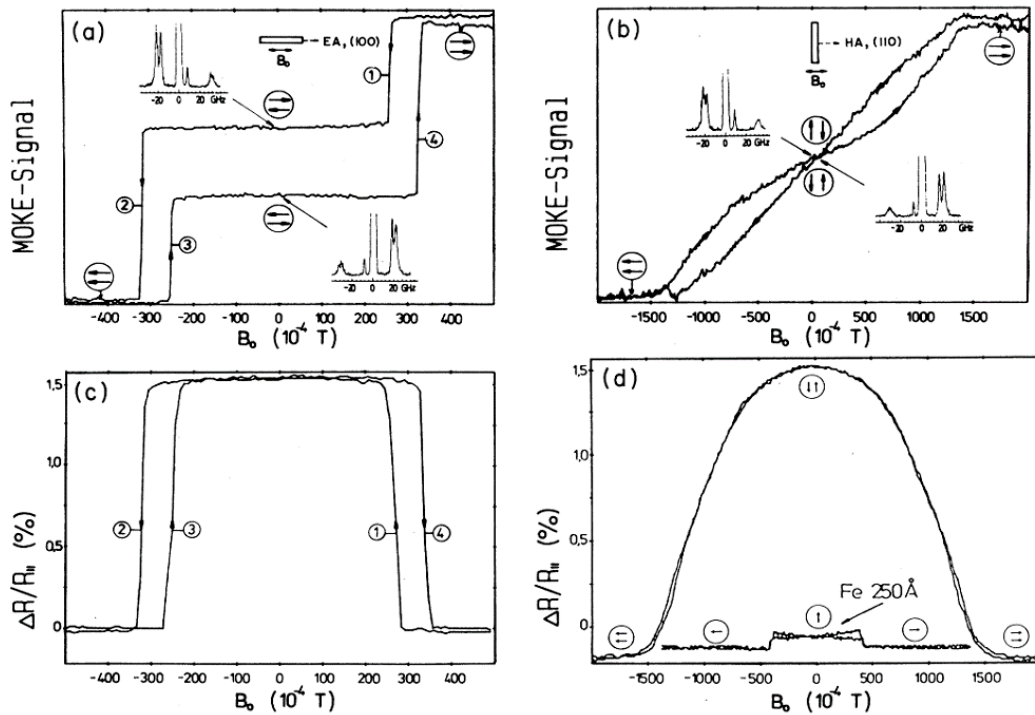 (a)
EA, (100)
B₀
-20 0 20 GHz
①
②
③
④
-20 0 20
GHz
MOKE-Signal
-400 -300 -200 -100 0 100 200 300 400
B₀ (10⁻⁴ T)
(b)
HA, (110)
B₀
-20 0 20 GHz
-20 0 20
GHz
MOKE-Signal
-1500 -1000 -500 0 500 1000 1500
B₀ (10⁻⁴ T)
(c)
1,5
1,0
0,5
0
② ③ ① ④
ΔR/R_II (%)
-400 -300 -200 -100 0 100 200 300 400
B₀ (10⁻⁴ T)
(d)
1,5
1,0
0,5
0
Fe 250Å
ΔR/R_II (%)
-1500 -1000 -500 0 500 1000 1500
B₀ (10⁻⁴ T)